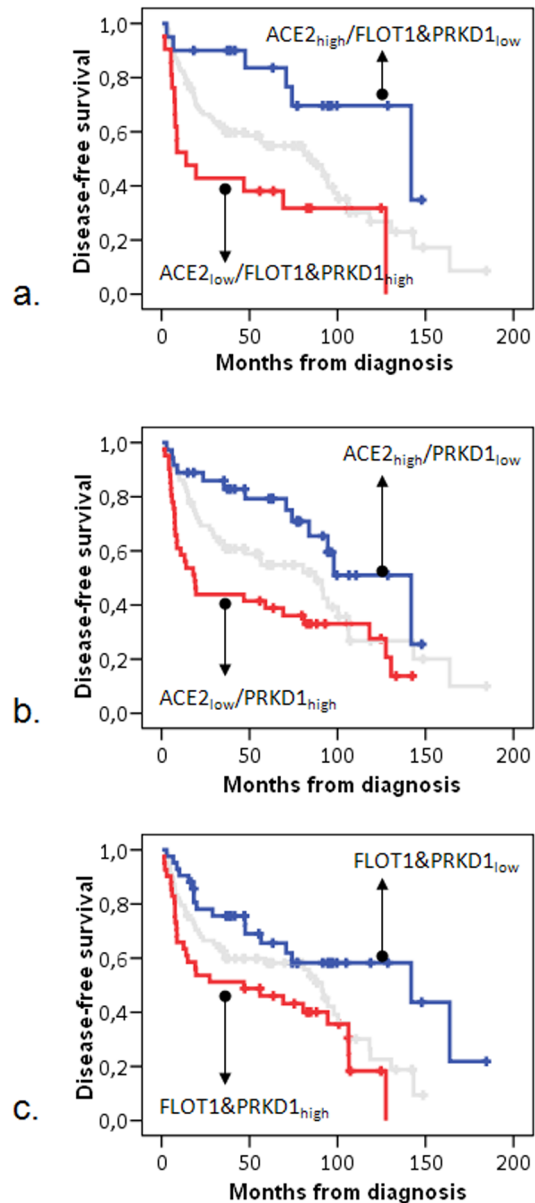 Disease-free survival
1,0
0,8
0,6
0,4
0,2
0,0
ACE2high/FLOT1&PRKD1low
ACE2low/FLOT1&PRKD1high
0 50 100 150 200
Months from diagnosis
a.
Disease-free survival
1,0
0,8
0,6
0,4
0,2
0,0
ACE2high/PRKD1low
ACE2low/PRKD1high
0 50 100 150 200
Months from diagnosis
b.
Disease-free survival
1,0
0,8
0,6
0,4
0,2
0,0
FLOT1&PRKD1low
FLOT1&PRKD1high
0 50 100 150 200
Months from diagnosis
c.